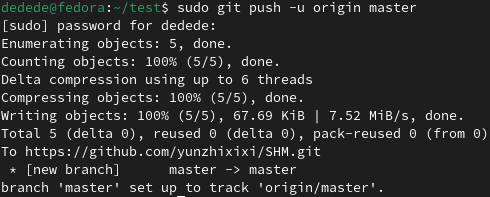 dedede@fedora:~/test$ sudo git push -u origin master
[sudo] password for dedede:
Enumerating objects: 5, done.
Counting objects: 100% (5/5), done.
Delta compression using up to 6 threads
Compressing objects: 100% (5/5), done.
Writing objects: 100% (5/5), 67.69 KiB | 7.52 MiB/s, done.
Total 5 (delta 0), reused 0 (delta 0), pack-reused 0 (from 0)
To https://github.com/yunzhixixi/SHM.git
 * [new branch]      master -> master
branch 'master' set up to track 'origin/master'.